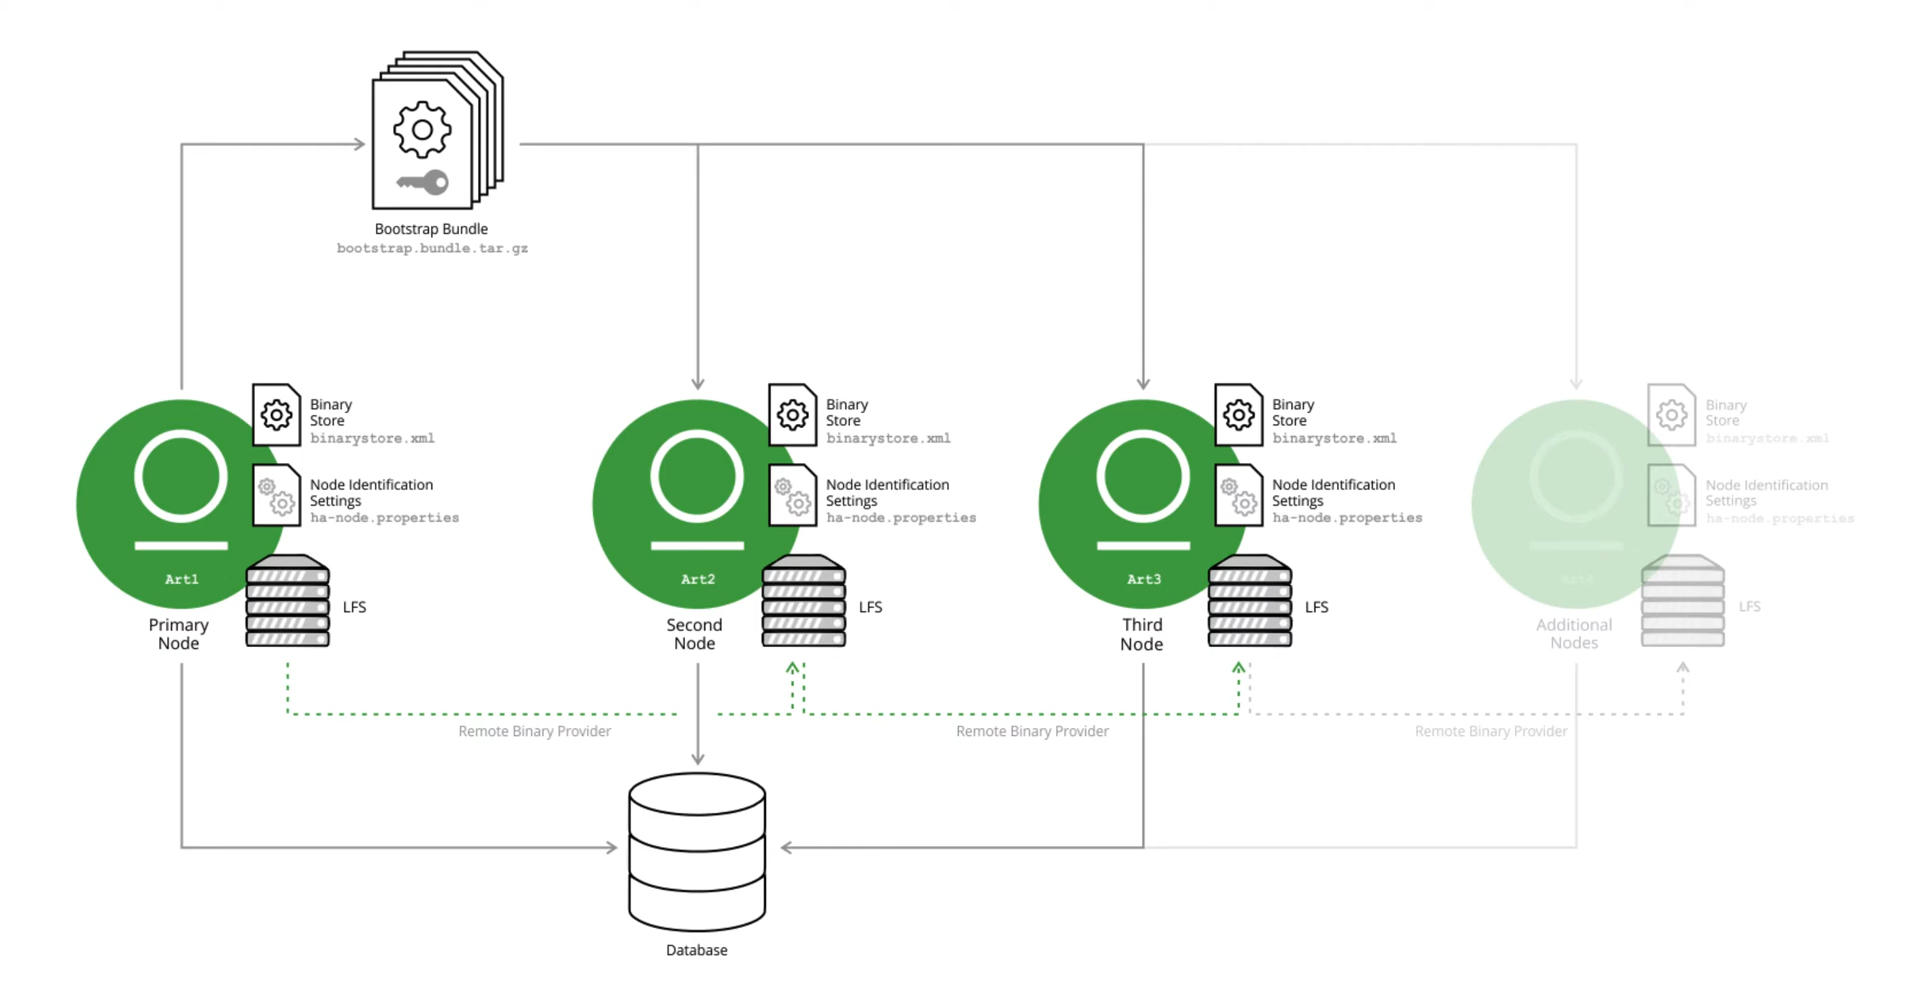 Bootstrap Bundle
bootstrap.bundle.tar.gz
Binary
Store
binarystore.xml
Node Identification
Settings
ha-node.properties
Art1
LFS
Primary
Node
Binary
Store
binarystore.xml
Node Identification
Settings
ha-node.properties
Art2
LFS
Second
Node
Binary
Store
binarystore.xml
Node Identification
Settings
ha-node.properties
Art3
LFS
Third
Node
Binary
Store
binarystore.xml
Node Identification
Settings
ha-node.properties
LFS
Additional
Nodes
Remote Binary Provider
Remote Binary Provider
Remote Binary Provider
Database